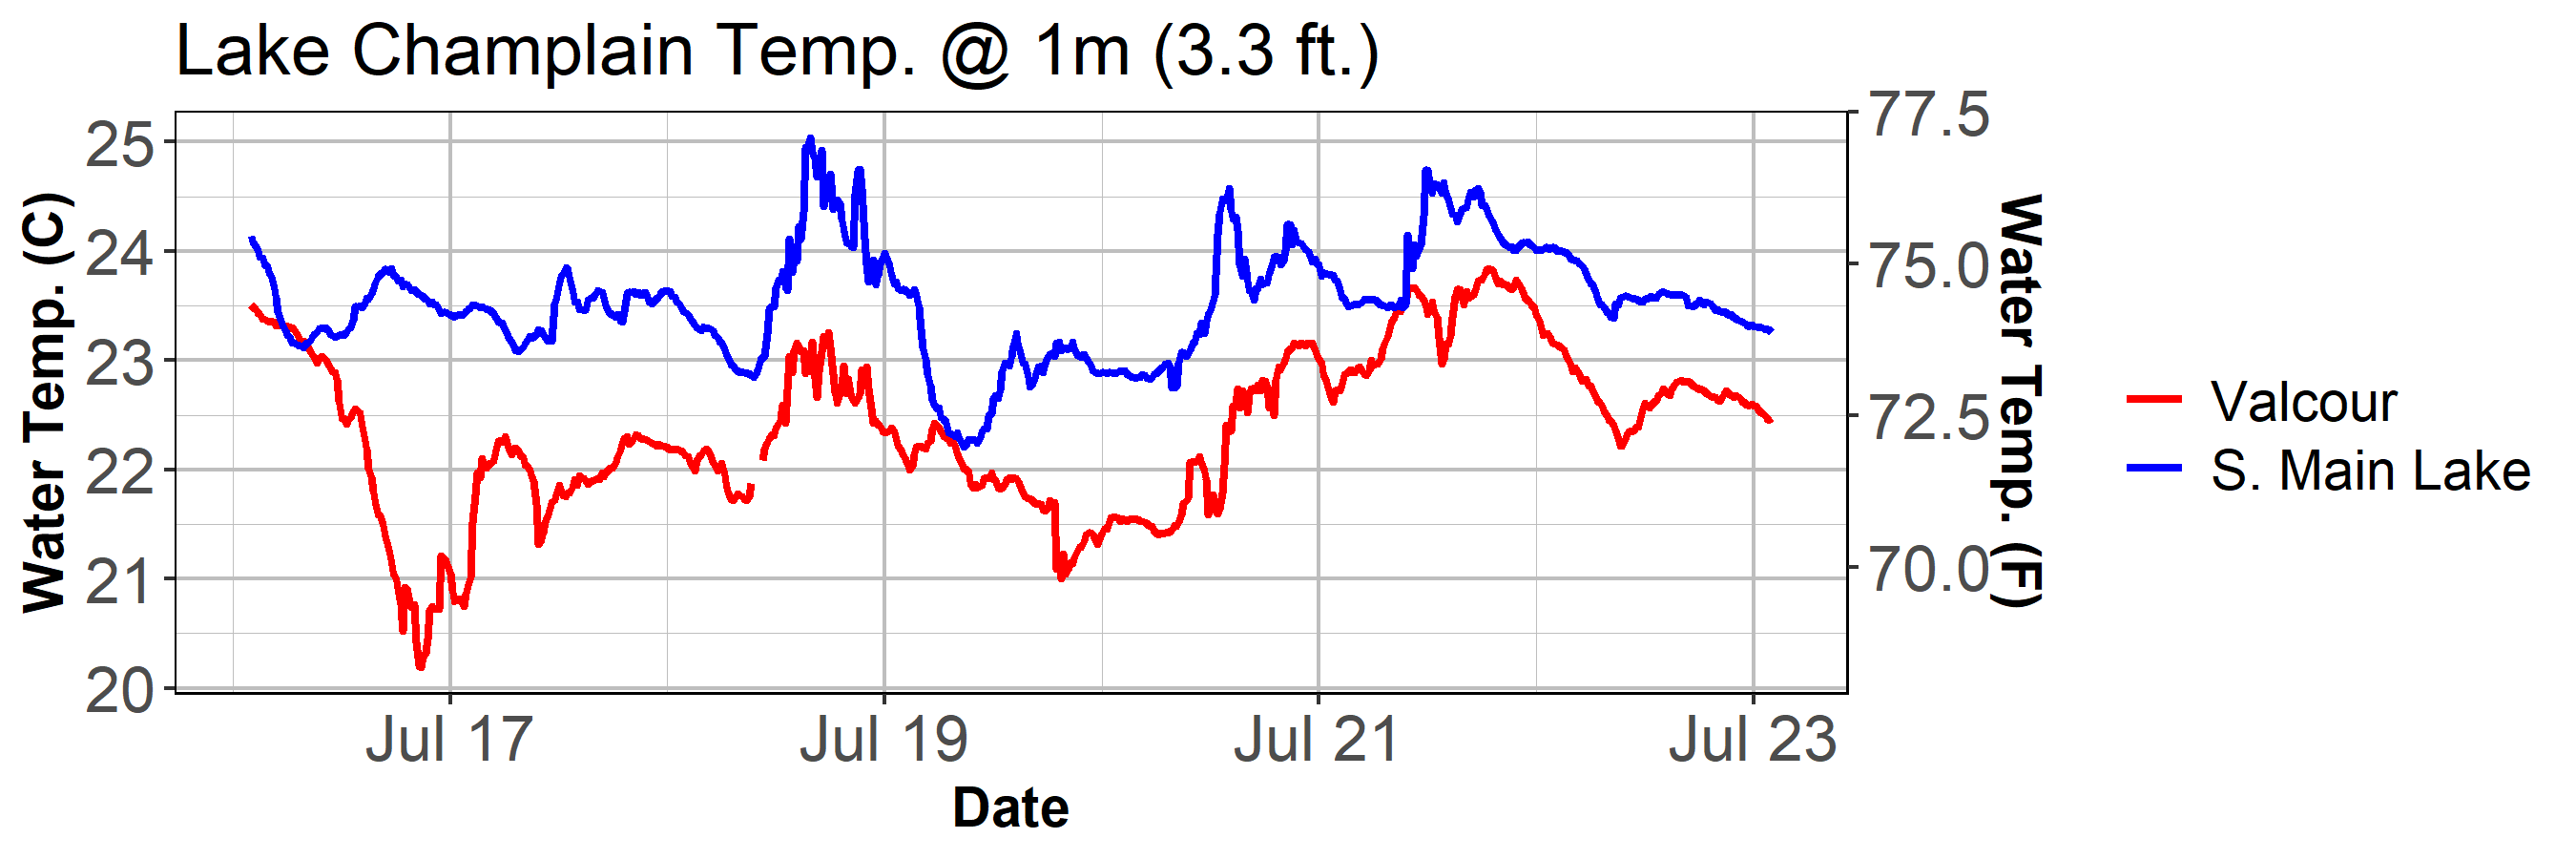 Lake Champlain Temp. @ 1m (3.3 ft.)
Water Temp. (C)
25
24
23
22
21
20
77.5
75.0
72.5
70.0
Water Temp. (F)
Jul 17
Jul 19
Jul 21
Jul 23
Date
Valcour
S. Main Lake